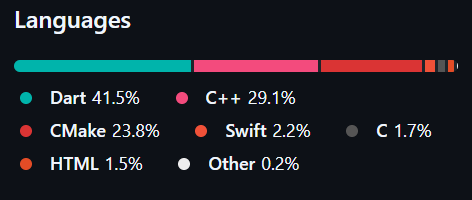 Languages
Dart 41.5% C++ 29.1%
CMake 23.8% Swift 2.2% C 1.7%
HTML 1.5% Other 0.2%